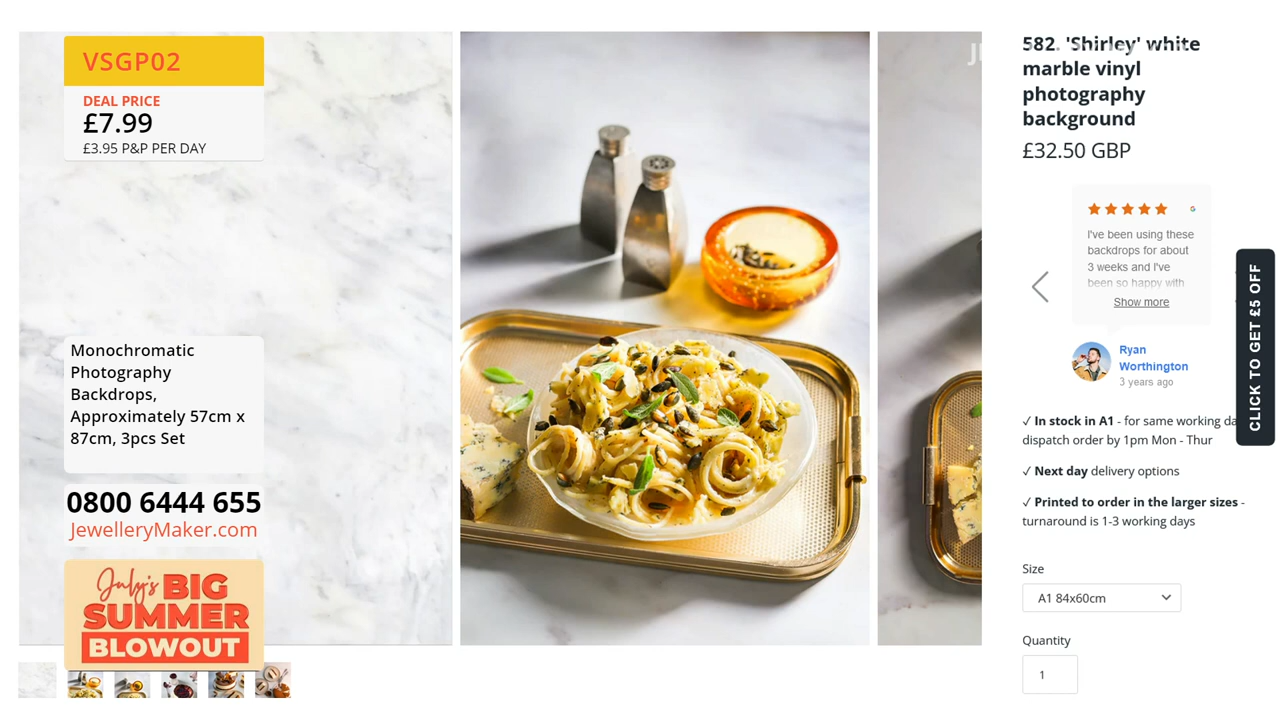 VSGP02
DEAL PRICE
£7.99
£3.95 P&P PER DAY
Monochromatic
Photography
Backdrops,
Approximately 57cm x
87cm, 3pcs Set
0800 6444 655
JewelleryMaker.com
July's BIG
SUMMER
BLOWOUT
582. 'Shirley' white
marble vinyl
photography
background
£32.50 GBP
I've been using these
backdrops for about
3 weeks and I've
been so happy with
Show more
Ryan
Worthington
3 years ago
✓ In stock in A1 - for same working
dispatch order by 1pm Mon - Thur
✓ Next day delivery options
✓ Printed to order in the larger sizes -
turnaround is 1-3 working days
Size
A1 84x60cm
Quantity
1
CLICK TO GET £5 OFF